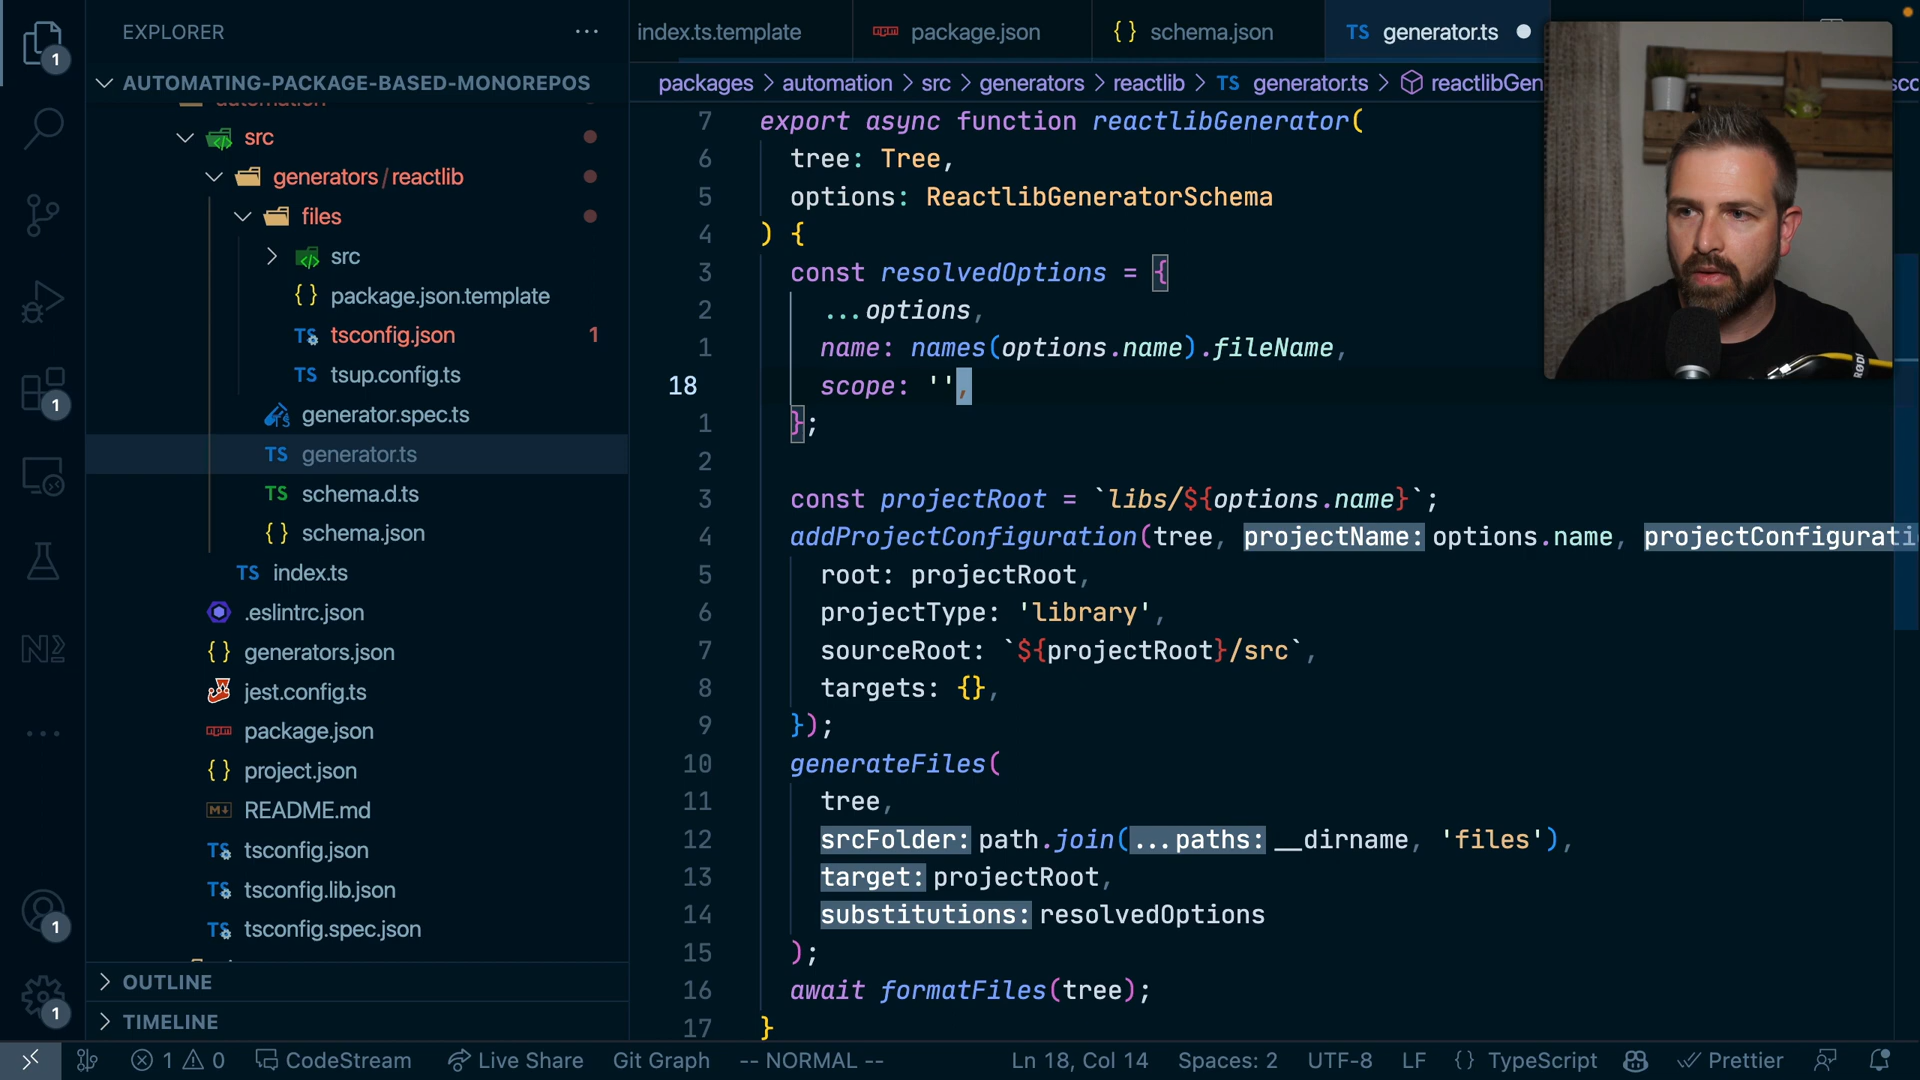 EXPLORER
AUTOMATING-PACKAGE-BASED-MONOREPOS
automation
src
generators / reactlib
files
src
package.json.template
tsconfig.json 1
tsup.config.ts
generator.spec.ts
generator.ts
schema.d.ts
schema.json
index.ts
.eslintrc.json
generators.json
jest.config.ts
package.json
project.json
README.md
tsconfig.json
tsconfig.lib.json
tsconfig.spec.json
OUTLINE
TIMELINE
index.ts.template
package.json
schema.json
TS generator.ts
packages > automation > src > generators > reactlib > TS generator.ts > reactlibGen
7 export async function reactlibGenerator(
6 tree: Tree,
5 options: ReactlibGeneratorSchema
4 ) {
3 const resolvedOptions = {
2 ...options,
1 name: names(options.name).fileName,
18 scope: '',
1 };
2
3 const projectRoot = `libs/${options.name}`;
4 addProjectConfiguration(tree, projectName: options.name, projectConfigurati
5 root: projectRoot,
6 projectType: 'library',
7 sourceRoot: `${projectRoot}/src`,
8 targets: {},
9 });
10 generateFiles(
11 tree,
12 srcFolder: path.join(...paths: __dirname, 'files'),
13 target: projectRoot,
14 substitutions: resolvedOptions
15 );
16 await formatFiles(tree);
17 }
1 0 CodeStream Live Share Git Graph -- NORMAL -- Ln 18, Col 14 Spaces: 2 UTF-8 LF {} TypeScript Prettier